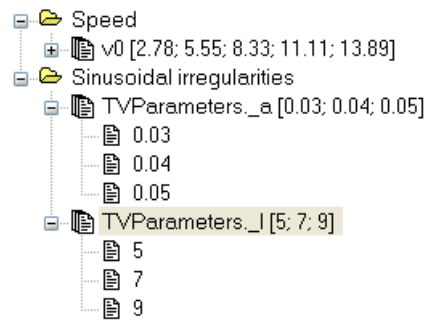 Speed
v0 [2.78; 5.55; 8.33; 11.11; 13.89]
Sinusoidal irregularities
TVParameters._a [0.03; 0.04; 0.05]
0.03
0.04
0.05
TVParameters._l [5; 7; 9]
5
7
9